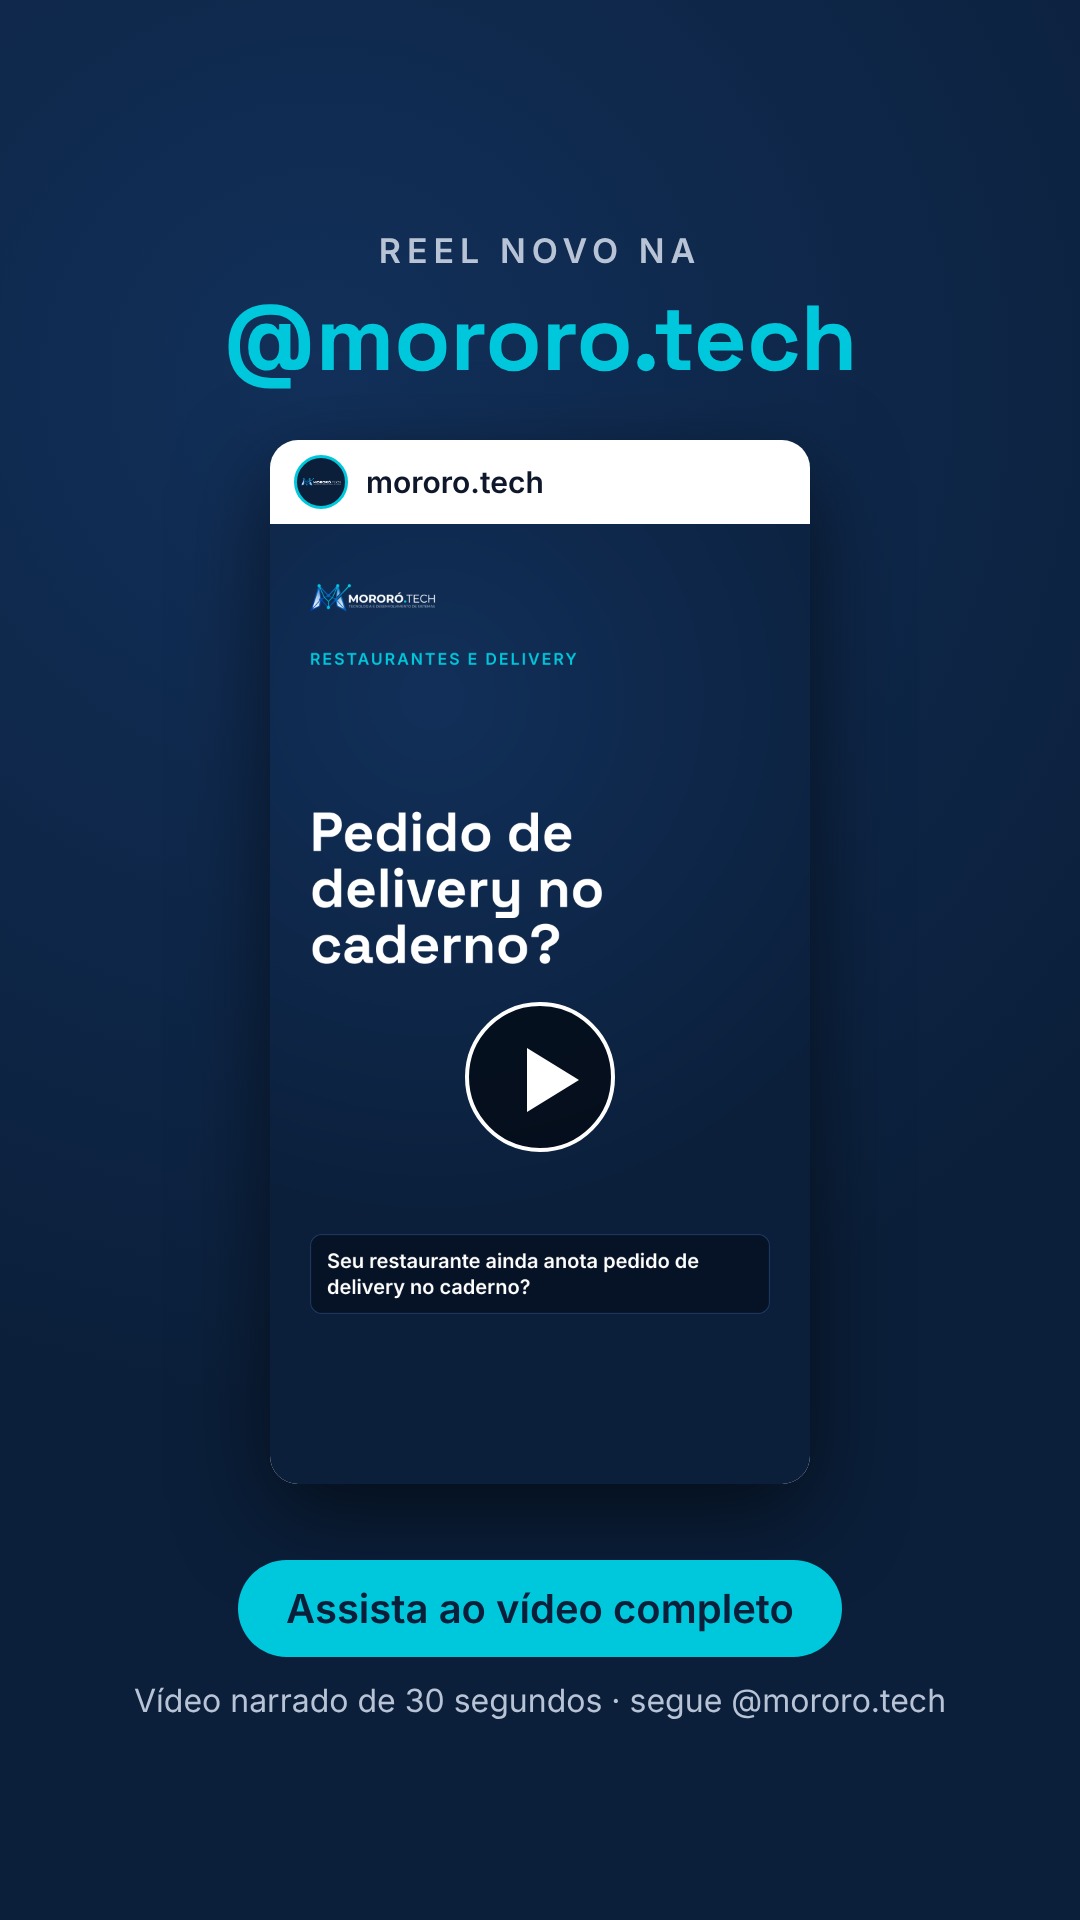 REEL NOVO NA
@mororo.tech
mororo.tech
MORORÓ.TECH
RESTAURANTES E DELIVERY
Pedido de
delivery no
caderno?
Seu restaurante ainda anota pedido de
delivery no caderno?
Assista ao vídeo completo
Vídeo narrado de 30 segundos · segue @mororo.tech